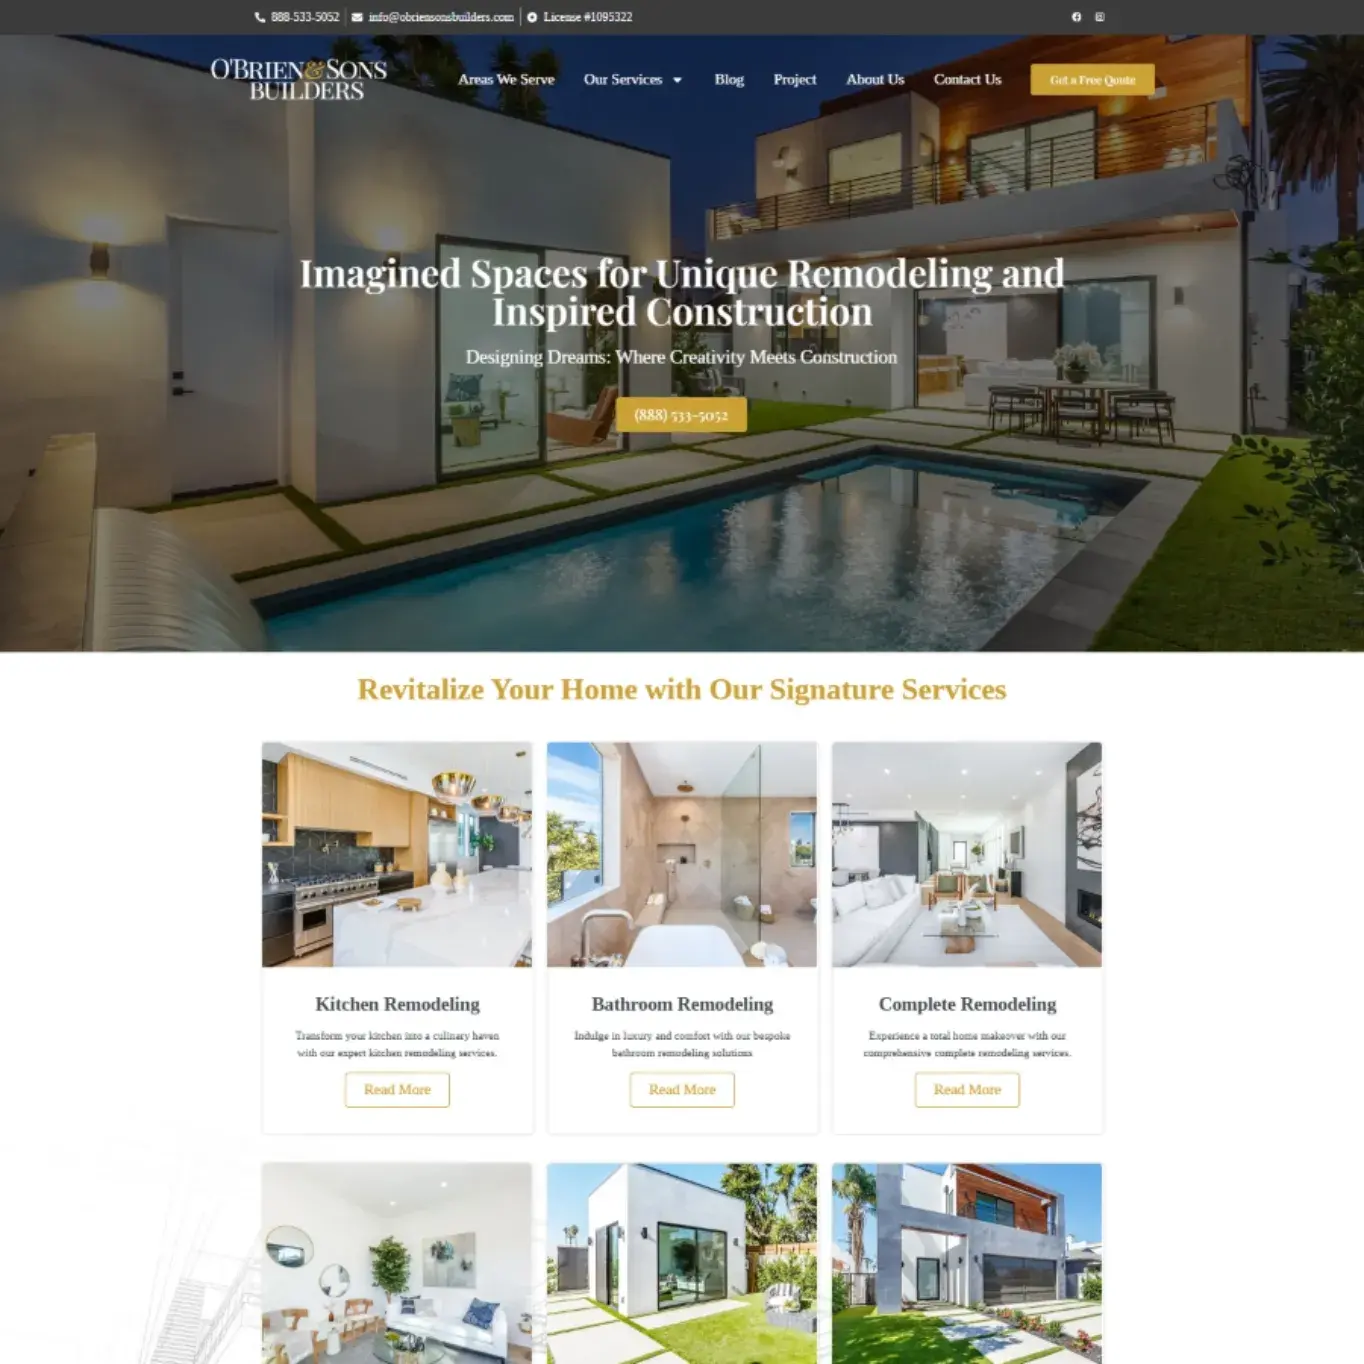 888-533-5052
info@obriensonsbuilders.com
License #1095322
O'BRIEN&SONS
BUILDERS
Areas We Serve
Our Services
Blog
Project
About Us
Contact Us
Get a Free Quote
Imagined Spaces for Unique Remodeling and
Inspired Construction
Designing Dreams: Where Creativity Meets Construction
(888) 533-5052
Revitalize Your Home with Our Signature Services
Kitchen Remodeling
Transform your kitchen into a culinary haven
with our expert kitchen remodeling services.
Read More
Bathroom Remodeling
Indulge in luxury and comfort with our bespoke
bathroom remodeling solutions
Read More
Complete Remodeling
Experience a total home makeover with our
comprehensive complete remodeling services.
Read More